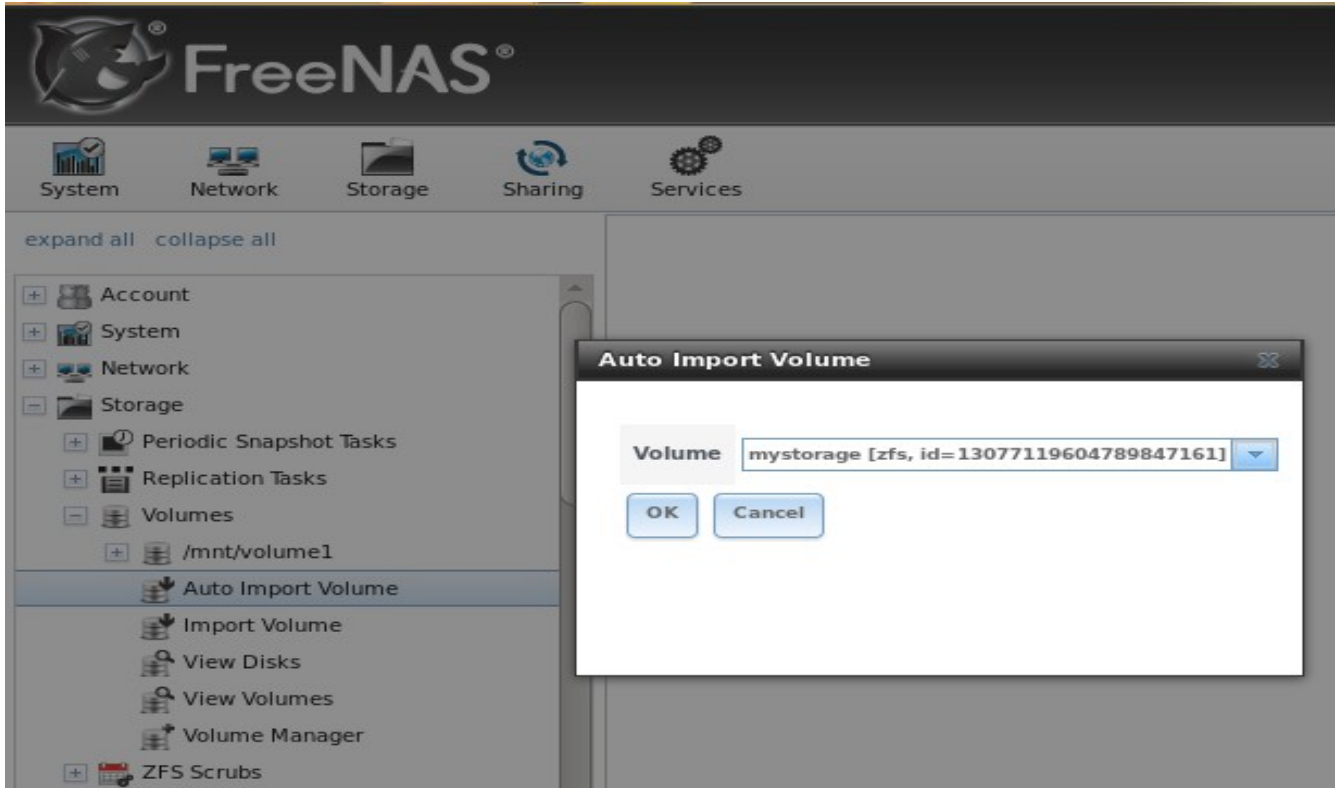 FreeNAS®
System Network Storage Sharing Services
expand all collapse all
Account
System
Network
Storage
Periodic Snapshot Tasks
Replication Tasks
Volumes
/mnt/volume1
Auto Import Volume
Import Volume
View Disks
View Volumes
Volume Manager
ZFS Scrubs
Auto Import Volume
Volume mystorage [zfs, id=13077119604789847161]
OK Cancel